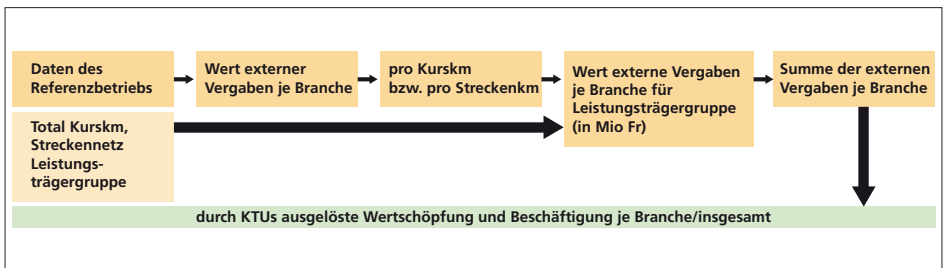 Daten des
Referenzbetriebs
Wert externer
Vergaben je Branche
pro Kurskm
bzw. pro Streckenkm
Wert externe Vergaben
je Branche für
Leistungsträgergruppe
(in Mio Fr)
Summe der externen
Vergaben je Branche
Total Kurskm,
Streckennetz
Leistungs-
trägergruppe
durch KTUs ausgelöste Wertschöpfung und Beschäftigung je Branche/insgesamt